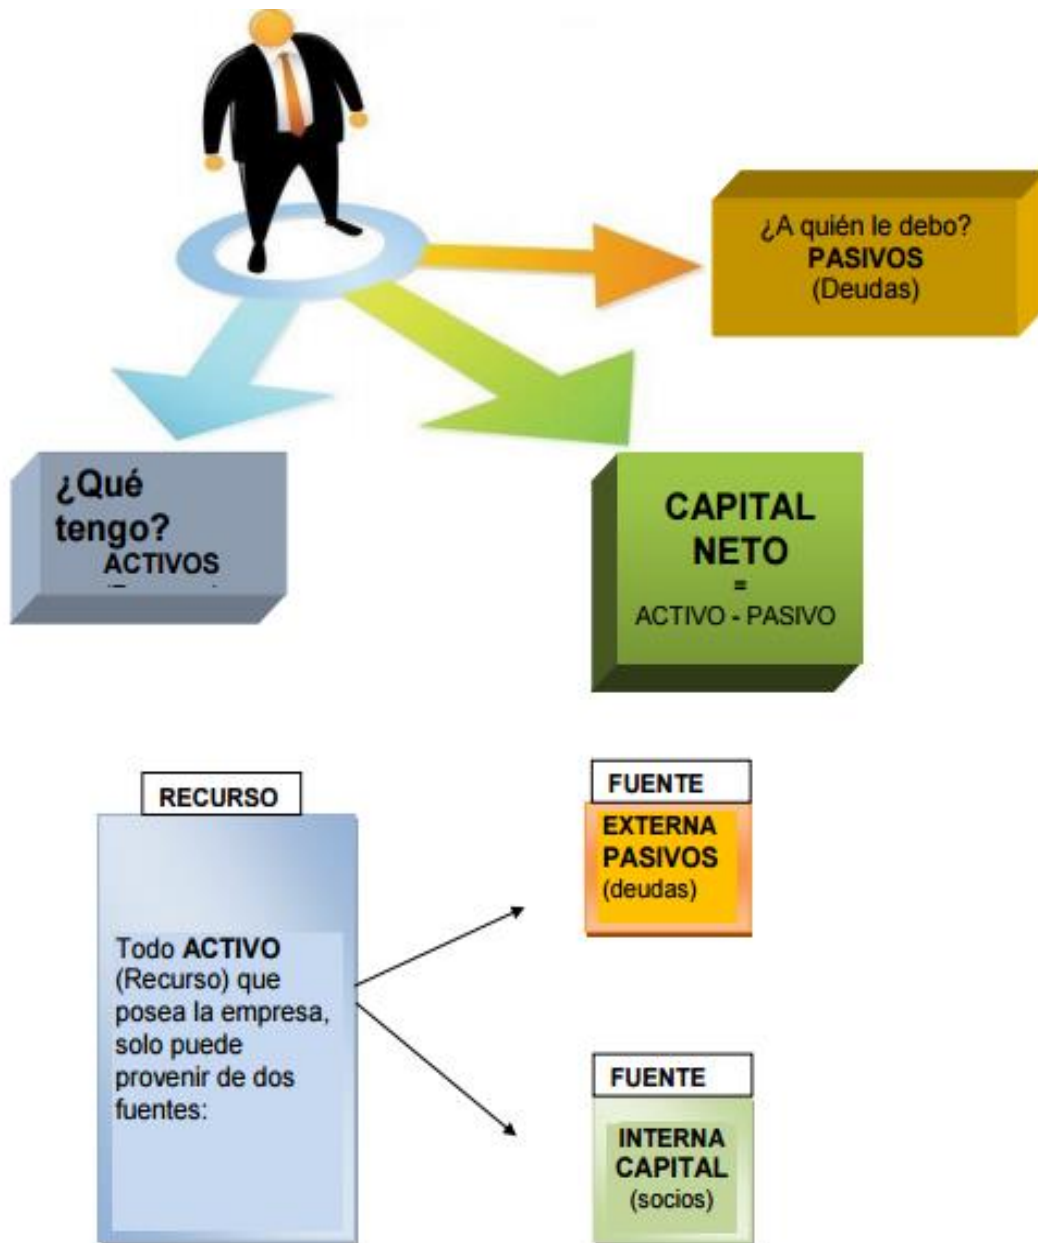 ¿A quién le debo?
PASIVOS
(Deudas)
¿Qué
tengo?
ACTIVOS
CAPITAL
NETO
=
ACTIVO - PASIVO
RECURSO
Todo ACTIVO
(Recurso) que
posea la empresa,
solo puede
provenir de dos
fuentes:
FUENTE
EXTERNA
PASIVOS
(deudas)
FUENTE
INTERNA
CAPITAL
(socios)